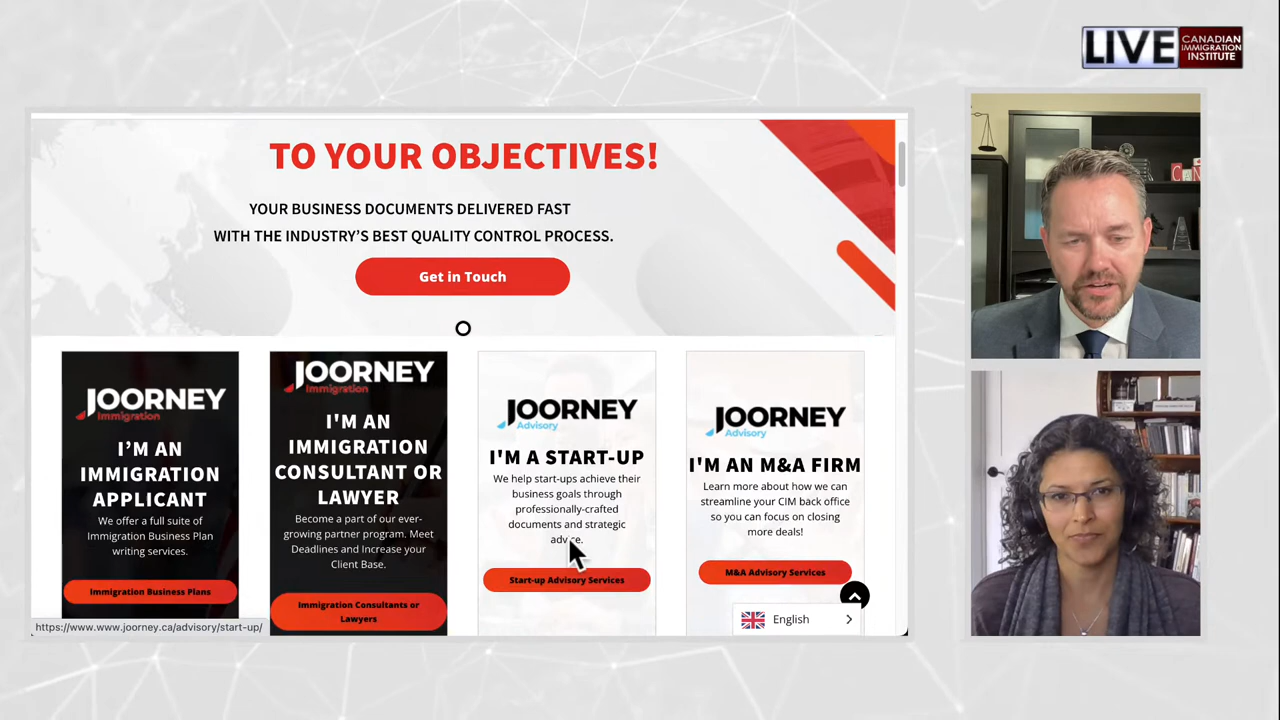 LIVE
CANADIAN
IMMIGRATION
INSTITUTE
TO YOUR OBJECTIVES!
YOUR BUSINESS DOCUMENTS DELIVERED FAST
WITH THE INDUSTRY'S BEST QUALITY CONTROL PROCESS.
Get in Touch
JOORNEY
Immigration
I'M AN
IMMIGRATION
APPLICANT
We offer a full suite of
Immigration Business Plan
writing services.
Immigration Business Plans
JOORNEY
Immigration
I'M AN
IMMIGRATION
CONSULTANT OR
LAWYER
Become a part of our ever-
growing partner program. Meet
Deadlines and Increase your
Client Base.
Immigration Consultants or
Lawyers
JOORNEY
Advisory
I'M A START-UP
We help start-ups achieve their
business goals through
professionally-crafted
documents and strategic
advice.
Start-up Advisory Services
JOORNEY
Advisory
I'M AN M&A FIRM
Learn more about how we can
streamline your CIM back office
so you can focus on closing
more deals!
M&A Advisory Services
English
https://www.www.joorney.ca/advisory/start-up/